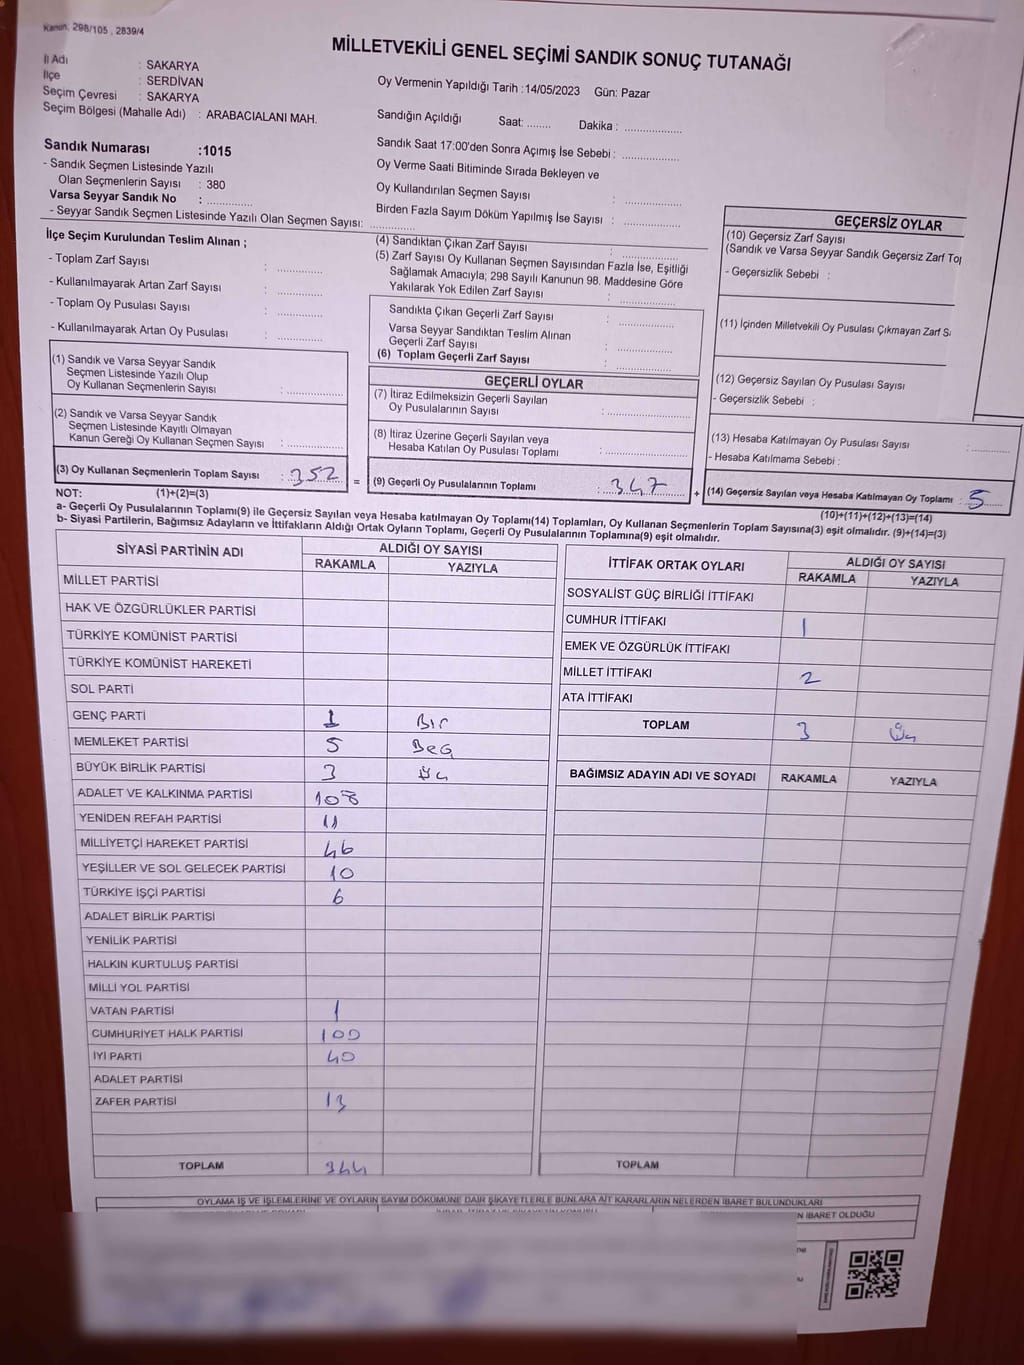 Kanun, 298/105 , 2839/4
MİLLETVEKİLİ GENEL SEÇİMİ SANDIK SONUÇ TUTANAĞI
İl Adı : SAKARYA
İlçe : SERDİVAN
Seçim Çevresi : SAKARYA
Seçim Bölgesi (Mahalle Adı) : ARABACIALANI MAH.
Sandık Numarası :1015
- Sandık Seçmen Listesinde Yazılı
Olan Seçmenlerin Sayısı : 380
Varsa Seyyar Sandık No : ..............
- Seyyar Sandık Seçmen Listesinde Yazılı Olan Seçmen Sayısı: ..............
Oy Vermenin Yapıldığı Tarih :14/05/2023 Gün: Pazar
Sandığın Açıldığı Saat: ........ Dakika : ..................
Sandık Saat 17:00'den Sonra Açımış İse Sebebi : ..................
Oy Verme Saati Bitiminde Sırada Bekleyen ve
Oy Kullandırılan Seçmen Sayısı : ..................
Birden Fazla Sayım Döküm Yapılmış İse Sayısı : ..................
İlçe Seçim Kurulundan Teslim Alınan ;
- Toplam Zarf Sayısı : ..............
- Kullanılmayarak Artan Zarf Sayısı : ..............
- Toplam Oy Pusulası Sayısı : ..............
- Kullanılmayarak Artan Oy Pusulası : ..............
(1) Sandık ve Varsa Seyyar Sandık
Seçmen Listesinde Yazılı Olup
Oy Kullanan Seçmenlerin Sayısı : ..................
(2) Sandık ve Varsa Seyyar Sandık
Seçmen Listesinde Kayıtlı Olmayan
Kanun Gereği Oy Kullanan Seçmen Sayısı : ..................
(3) Oy Kullanan Seçmenlerin Toplam Sayısı : 352 =
(4) Sandıktan Çıkan Zarf Sayısı : ..................
(5) Zarf Sayısı Oy Kullanan Seçmen Sayısından Fazla İse, Eşitliği
Sağlamak Amacıyla; 298 Sayılı Kanunun 98. Maddesine Göre
Yakılarak Yok Edilen Zarf Sayısı : ..................
Sandıkta Çıkan Geçerli Zarf Sayısı : ..................
Varsa Seyyar Sandıktan Teslim Alınan
Geçerli Zarf Sayısı : ..................
(6) Toplam Geçerli Zarf Sayısı : ..................
GEÇERLİ OYLAR
(7) İtiraz Edilmeksizin Geçerli Sayılan
Oy Pusulalarının Sayısı : ..................
(8) İtiraz Üzerine Geçerli Sayılan veya
Hesaba Katılan Oy Pusulası Toplamı : ..................
(9) Geçerli Oy Pusulalarının Toplamı : 347 +
GEÇERSİZ OYLAR
(10) Geçersiz Zarf Sayısı
(Sandık ve Varsa Seyyar Sandık Geçersiz Zarf Top
- Geçersizlik Sebebi :
(11) İçinden Milletvekili Oy Pusulası Çıkmayan Zarf S
(12) Geçersiz Sayılan Oy Pusulası Sayısı
- Geçersizlik Sebebi :
(13) Hesaba Katılmayan Oy Pusulası Sayısı : ..............
- Hesaba Katılmama Sebebi :
(14) Geçersiz Sayılan veya Hesaba Katılmayan Oy Toplamı : 5
NOT: (1)+(2)=(3)
(10)+(11)+(12)+(13)=(14)
a- Geçerli Oy Pusulalarının Toplamı(9) ile Geçersiz Sayılan veya Hesaba katılmayan Oy Toplamı(14) Toplamları, Oy Kullanan Seçmenlerin Toplam Sayısına(3) eşit olmalıdır. (9)+(14)=(3)
b- Siyasi Partilerin, Bağımsız Adayların ve İttifakların Aldığı Ortak Oyların Toplamı, Geçerli Oy Pusulalarının Toplamına(9) eşit olmalıdır.
SİYASİ PARTİNİN ADI ALDIĞI OY SAYISI
RAKAMLA YAZIYLA
MİLLET PARTİSİ
HAK VE ÖZGÜRLÜKLER PARTİSİ
TÜRKİYE KOMÜNİST PARTİSİ
TÜRKİYE KOMÜNİST HAREKETİ
SOL PARTİ
GENÇ PARTİ 1 Bir
MEMLEKET PARTİSİ 5 Beş
BÜYÜK BİRLİK PARTİSİ 3 Üç
ADALET VE KALKINMA PARTİSİ 108
YENİDEN REFAH PARTİSİ 11
MİLLİYETÇİ HAREKET PARTİSİ 46
YEŞİLLER VE SOL GELECEK PARTİSİ 10
TÜRKİYE İŞÇİ PARTİSİ 6
ADALET BİRLİK PARTİSİ
YENİLİK PARTİSİ
HALKIN KURTULUŞ PARTİSİ
MİLLİ YOL PARTİSİ
VATAN PARTİSİ 1
CUMHURİYET HALK PARTİSİ 100
İYİ PARTİ 40
ADALET PARTİSİ
ZAFER PARTİSİ 13
TOPLAM 344
İTTİFAK ORTAK OYLARI ALDIĞI OY SAYISI
RAKAMLA YAZIYLA
SOSYALİST GÜÇ BİRLİĞİ İTTİFAKI
CUMHUR İTTİFAKI 1
EMEK VE ÖZGÜRLÜK İTTİFAKI
MİLLET İTTİFAKI 2
ATA İTTİFAKI
TOPLAM 3 Üç
BAĞIMSIZ ADAYIN ADI VE SOYADI RAKAMLA YAZIYLA
TOPLAM
OYLAMA İŞ VE İŞLEMLERİNE VE OYLARIN SAYIM DÖKÜMÜNE DAİR ŞİKAYETLERLE BUNLARA AİT KARARLARIN NELERDEN İBARET BULUNDUKLARI
N İBARET OLDUĞU